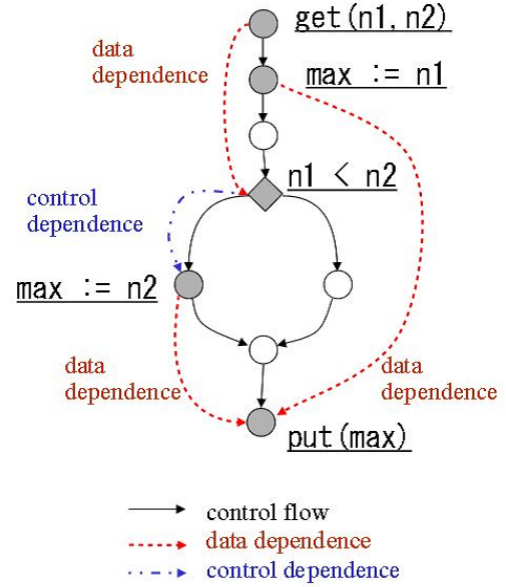 get(n1,n2)
data
dependence
max := n1
n1 < n2
control
dependence
max := n2
data
dependence
data
dependence
put(max)
control flow
data dependence
control dependence